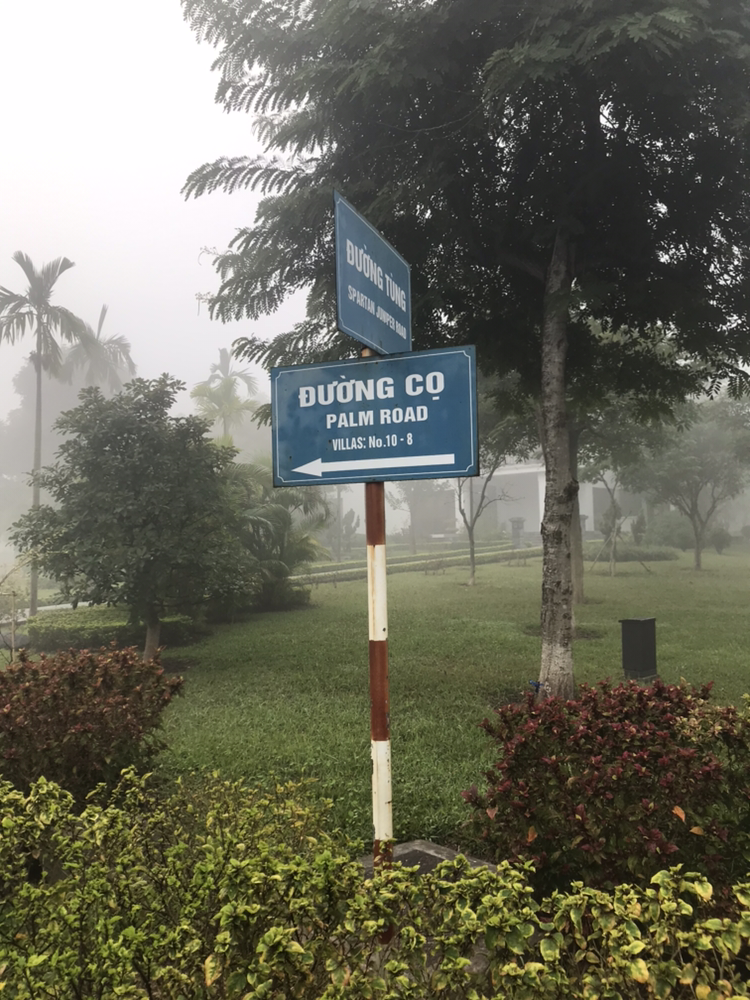 ĐƯỜNG TÙNG
SPARTAN JUNIPER ROAD
ĐƯỜNG CỌ
PALM ROAD
VILLAS: No.10 - 8